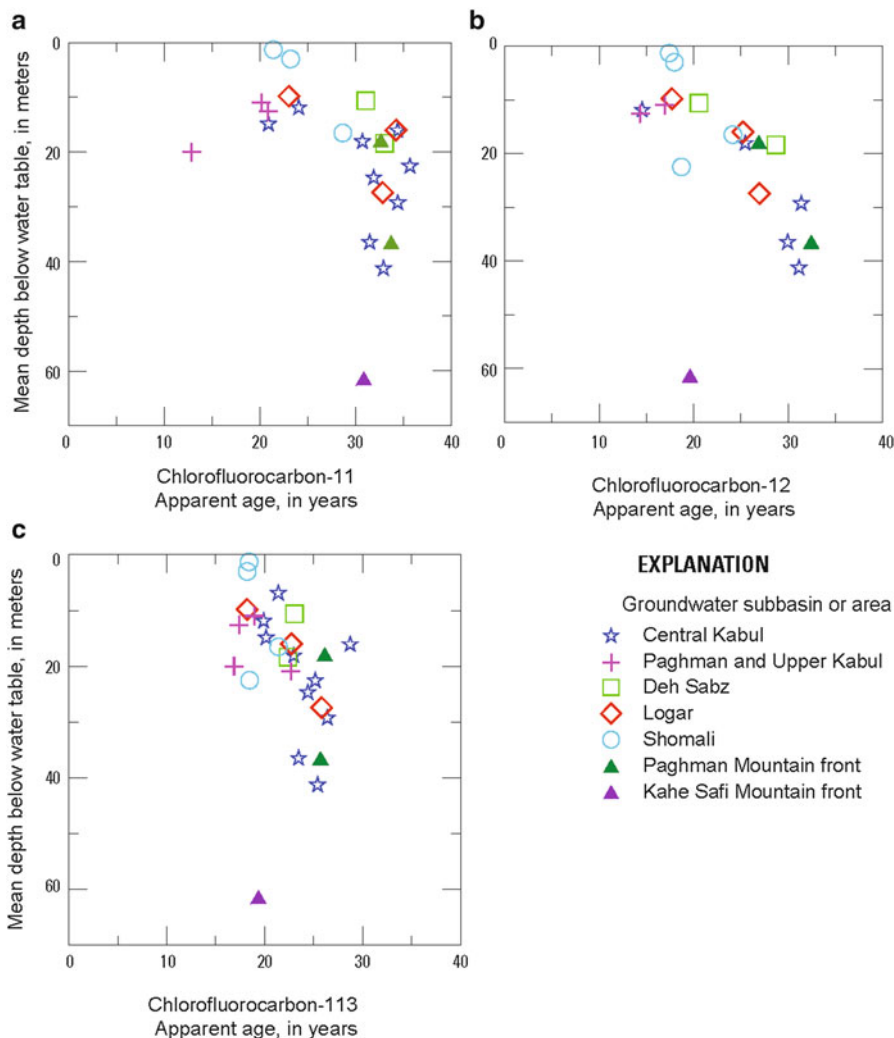 a
0
20
40
60
0
10
20
30
40
Mean depth below water table, in meters
Chlorofluorocarbon-11
Apparent age, in years
b
0
20
40
60
0
10
20
30
40
Chlorofluorocarbon-12
Apparent age, in years
c
0
20
40
60
0
10
20
30
40
Mean depth below water table, in meters
Chlorofluorocarbon-113
Apparent age, in years
EXPLANATION
Groundwater subbasin or area
Central Kabul
Paghman and Upper Kabul
Deh Sabz
Logar
Shomali
Paghman Mountain front
Kahe Safi Mountain front